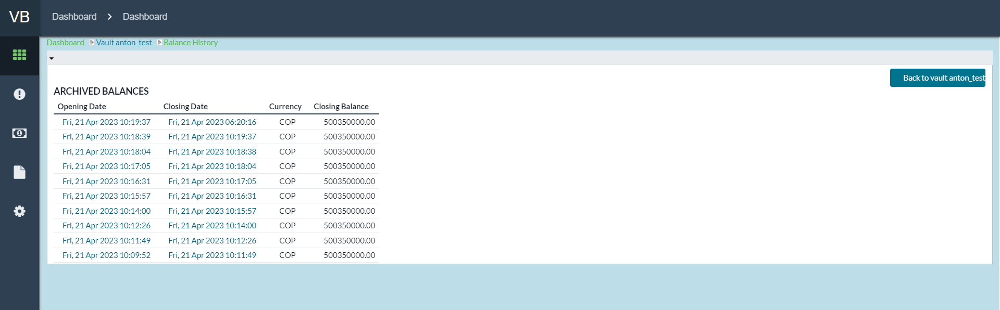 VB Dashboard Dashboard
Dashboard Vault anton_test Balance History
Back to vault anton_test
ARCHIVED BALANCES
Opening Date Closing Date Currency Closing Balance
Fri, 21 Apr 2023 10:19:37 Fri, 21 Apr 2023 06:20:16 COP 500350000.00
Fri, 21 Apr 2023 10:18:39 Fri, 21 Apr 2023 10:19:37 COP 500350000.00
Fri, 21 Apr 2023 10:18:04 Fri, 21 Apr 2023 10:18:38 COP 500350000.00
Fri, 21 Apr 2023 10:17:05 Fri, 21 Apr 2023 10:18:04 COP 500350000.00
Fri, 21 Apr 2023 10:16:31 Fri, 21 Apr 2023 10:17:05 COP 500350000.00
Fri, 21 Apr 2023 10:15:57 Fri, 21 Apr 2023 10:16:31 COP 500350000.00
Fri, 21 Apr 2023 10:14:00 Fri, 21 Apr 2023 10:15:57 COP 500350000.00
Fri, 21 Apr 2023 10:12:26 Fri, 21 Apr 2023 10:14:00 COP 500350000.00
Fri, 21 Apr 2023 10:11:49 Fri, 21 Apr 2023 10:12:26 COP 500350000.00
Fri, 21 Apr 2023 10:09:52 Fri, 21 Apr 2023 10:11:49 COP 500350000.00